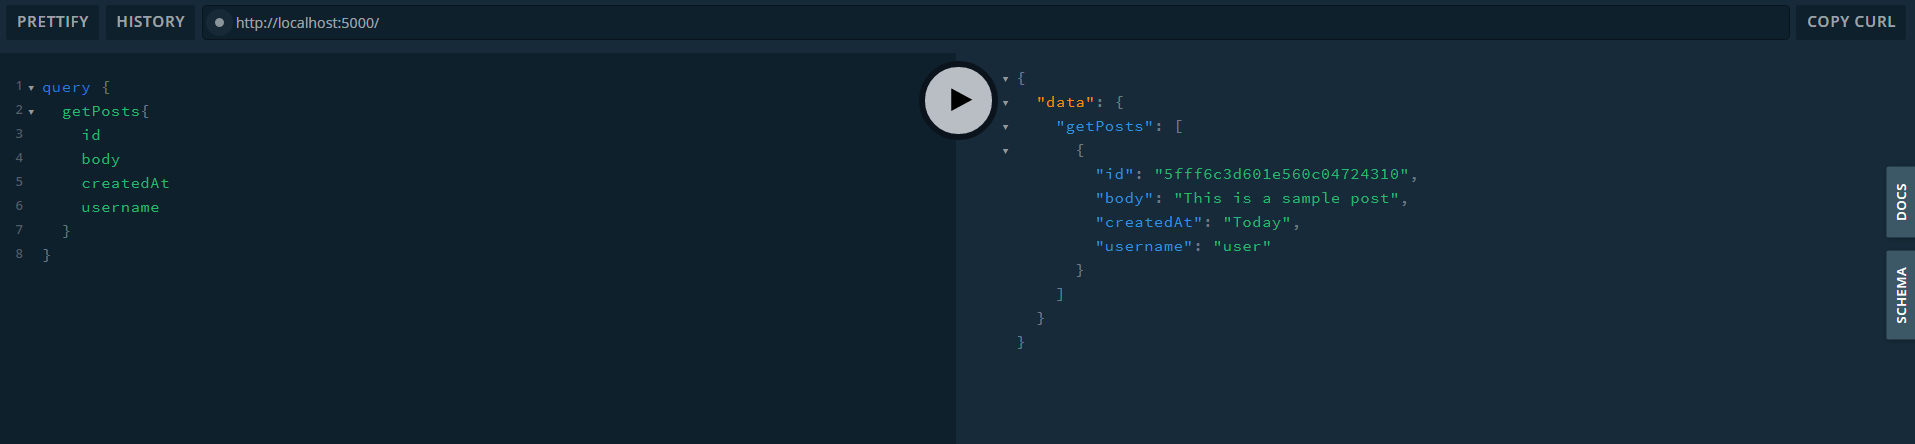 PRETTIFY HISTORY http://localhost:5000/ COPY CURL
1 query {
2 getPosts{
3 id
4 body
5 createdAt
6 username
7 }
8 }
{
"data": {
"getPosts": [
{
"id": "5fff6c3d601e560c04724310",
"body": "This is a sample post",
"createdAt": "Today",
"username": "user"
}
]
}
}
DOCS
SCHEMA